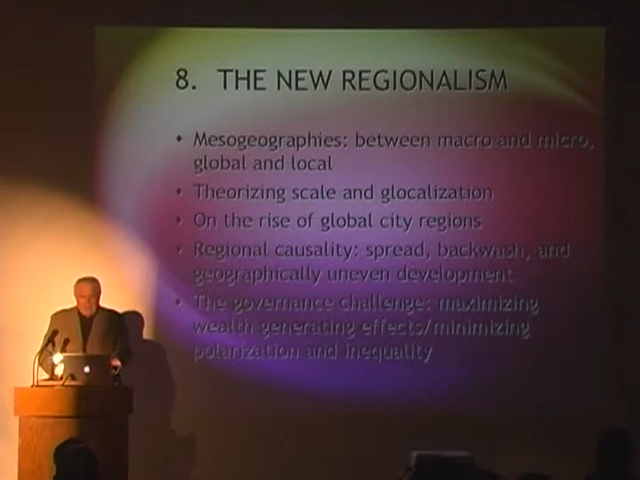 8. THE NEW REGIONALISM
• Mesogeographies: between macro and micro,
global and local
• Theorizing scale and glocalization
• On the rise of global city regions
• Regional causality: spread, backwash, and
geographically uneven development
• The governance challenge: maximizing
wealth generating effects/minimizing
polarization and inequality